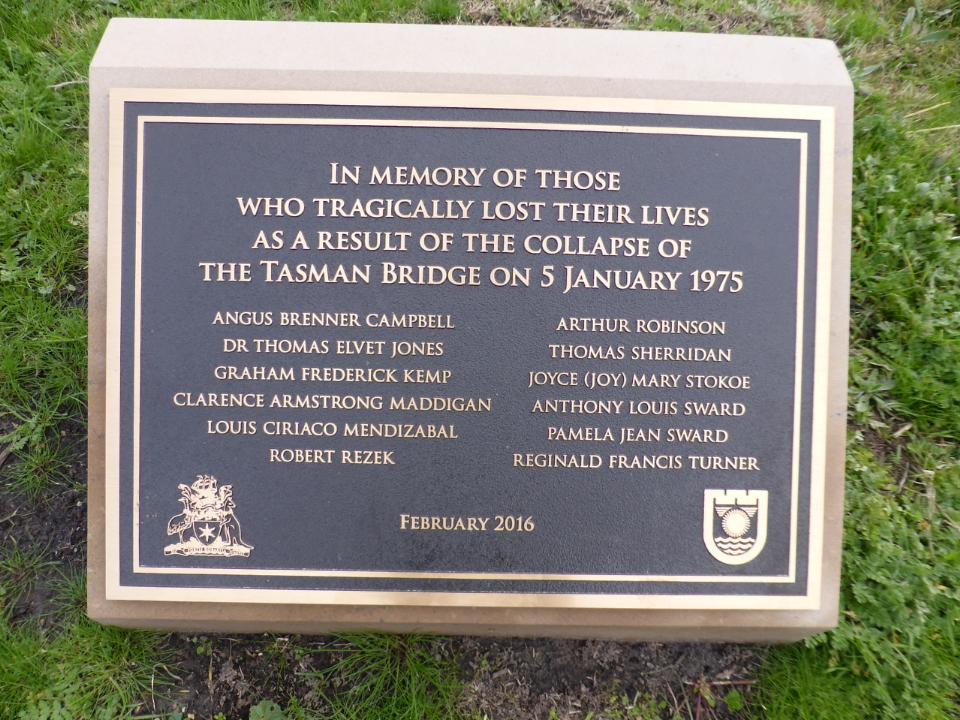 In memory of those
who tragically lost their lives
as a result of the collapse of
the Tasman Bridge on 5 January 1975
Angus Brenner Campbell
Dr Thomas Elvet Jones
Graham Frederick Kemp
Clarence Armstrong Maddigan
Louis Ciriaco Mendizabal
Robert Rezek
Arthur Robinson
Thomas Sherridan
Joyce (Joy) Mary Stokoe
Anthony Louis Sward
Pamela Jean Sward
Reginald Francis Turner
February 2016